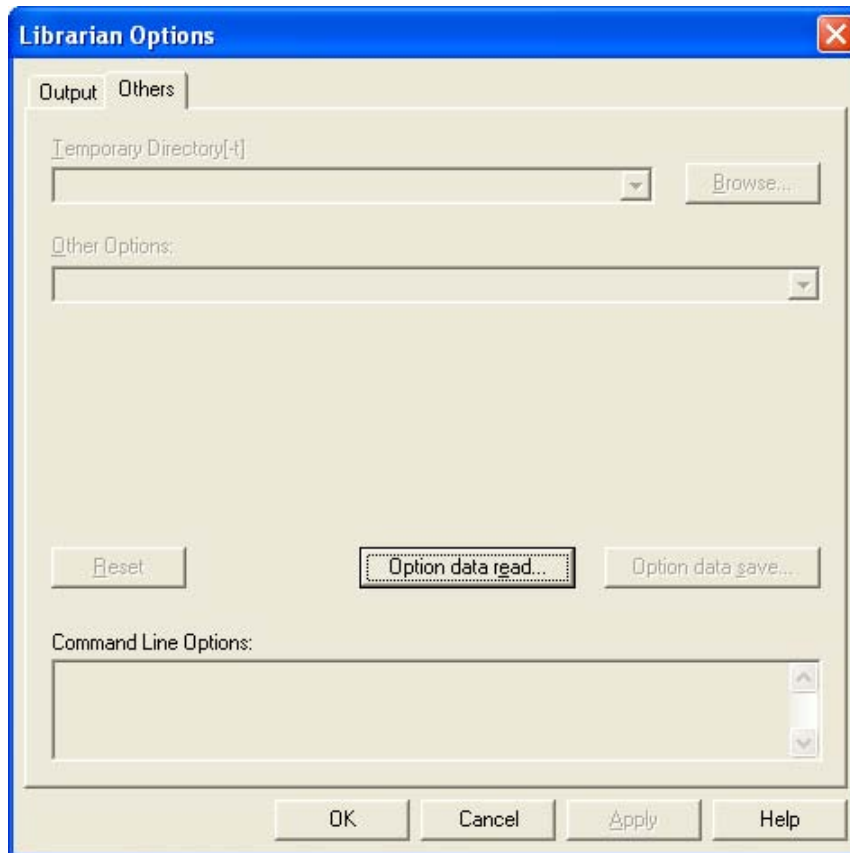 Librarian Options
Output Others
Temporary Directory[-t]
Browse...
Other Options:
Reset Option data read... Option data save...
Command Line Options:
OK Cancel Apply Help